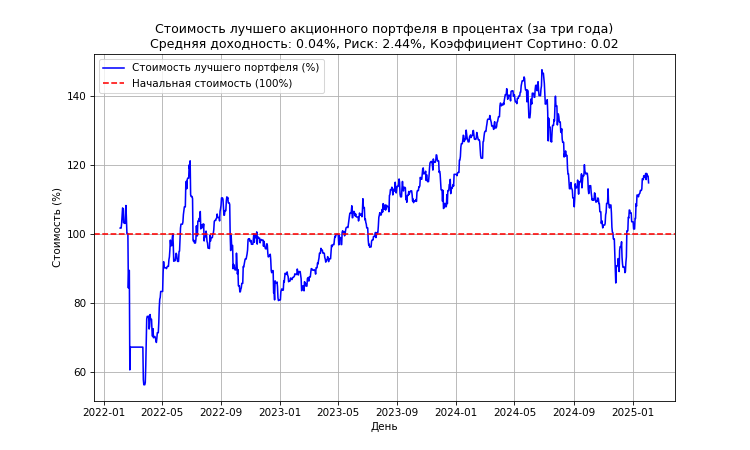 Стоимость лучшего акционного портфеля в процентах (за три года)
Средняя доходность: 0.04%, Риск: 2.44%, Коэффициент Сортино: 0.02
Стоимость лучшего портфеля (%)
Начальная стоимость (100%)
Стоимость (%)
140
120
100
80
60
2022-01 2022-05 2022-09 2023-01 2023-05 2023-09 2024-01 2024-05 2024-09 2025-01
День